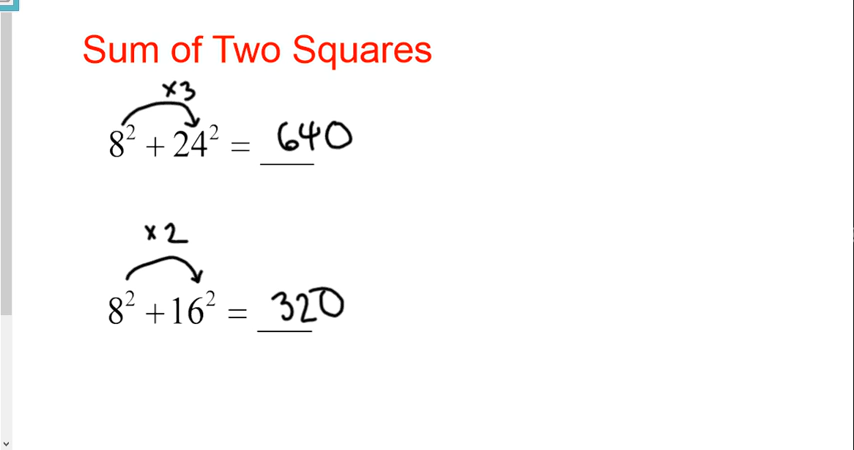 Sum of Two Squares
×3
8² + 24² = 640
×2
8² + 16² = 320